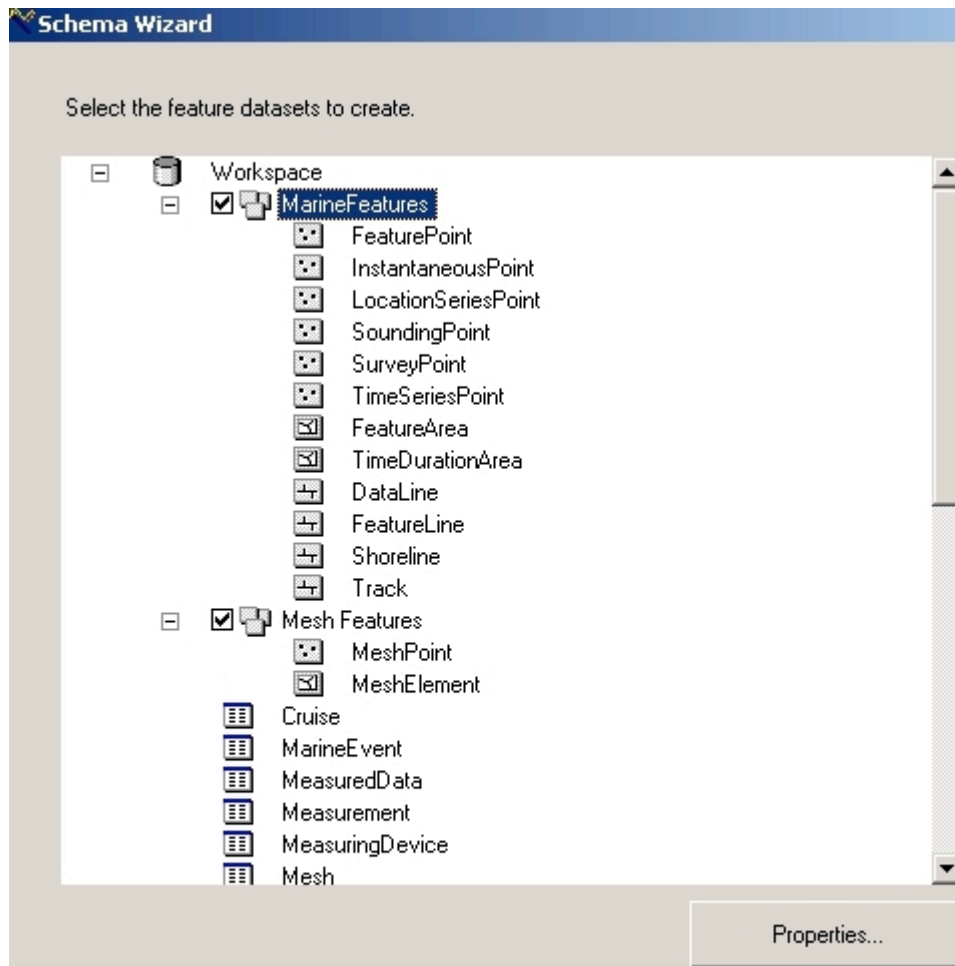 Schema Wizard
Select the feature datasets to create.
Workspace
MarineFeatures
FeaturePoint
InstantaneousPoint
LocationSeriesPoint
SoundingPoint
SurveyPoint
TimeSeriesPoint
FeatureArea
TimeDurationArea
DataLine
FeatureLine
Shoreline
Track
Mesh Features
MeshPoint
MeshElement
Cruise
MarineEvent
MeasuredData
Measurement
MeasuringDevice
Mesh
Properties...